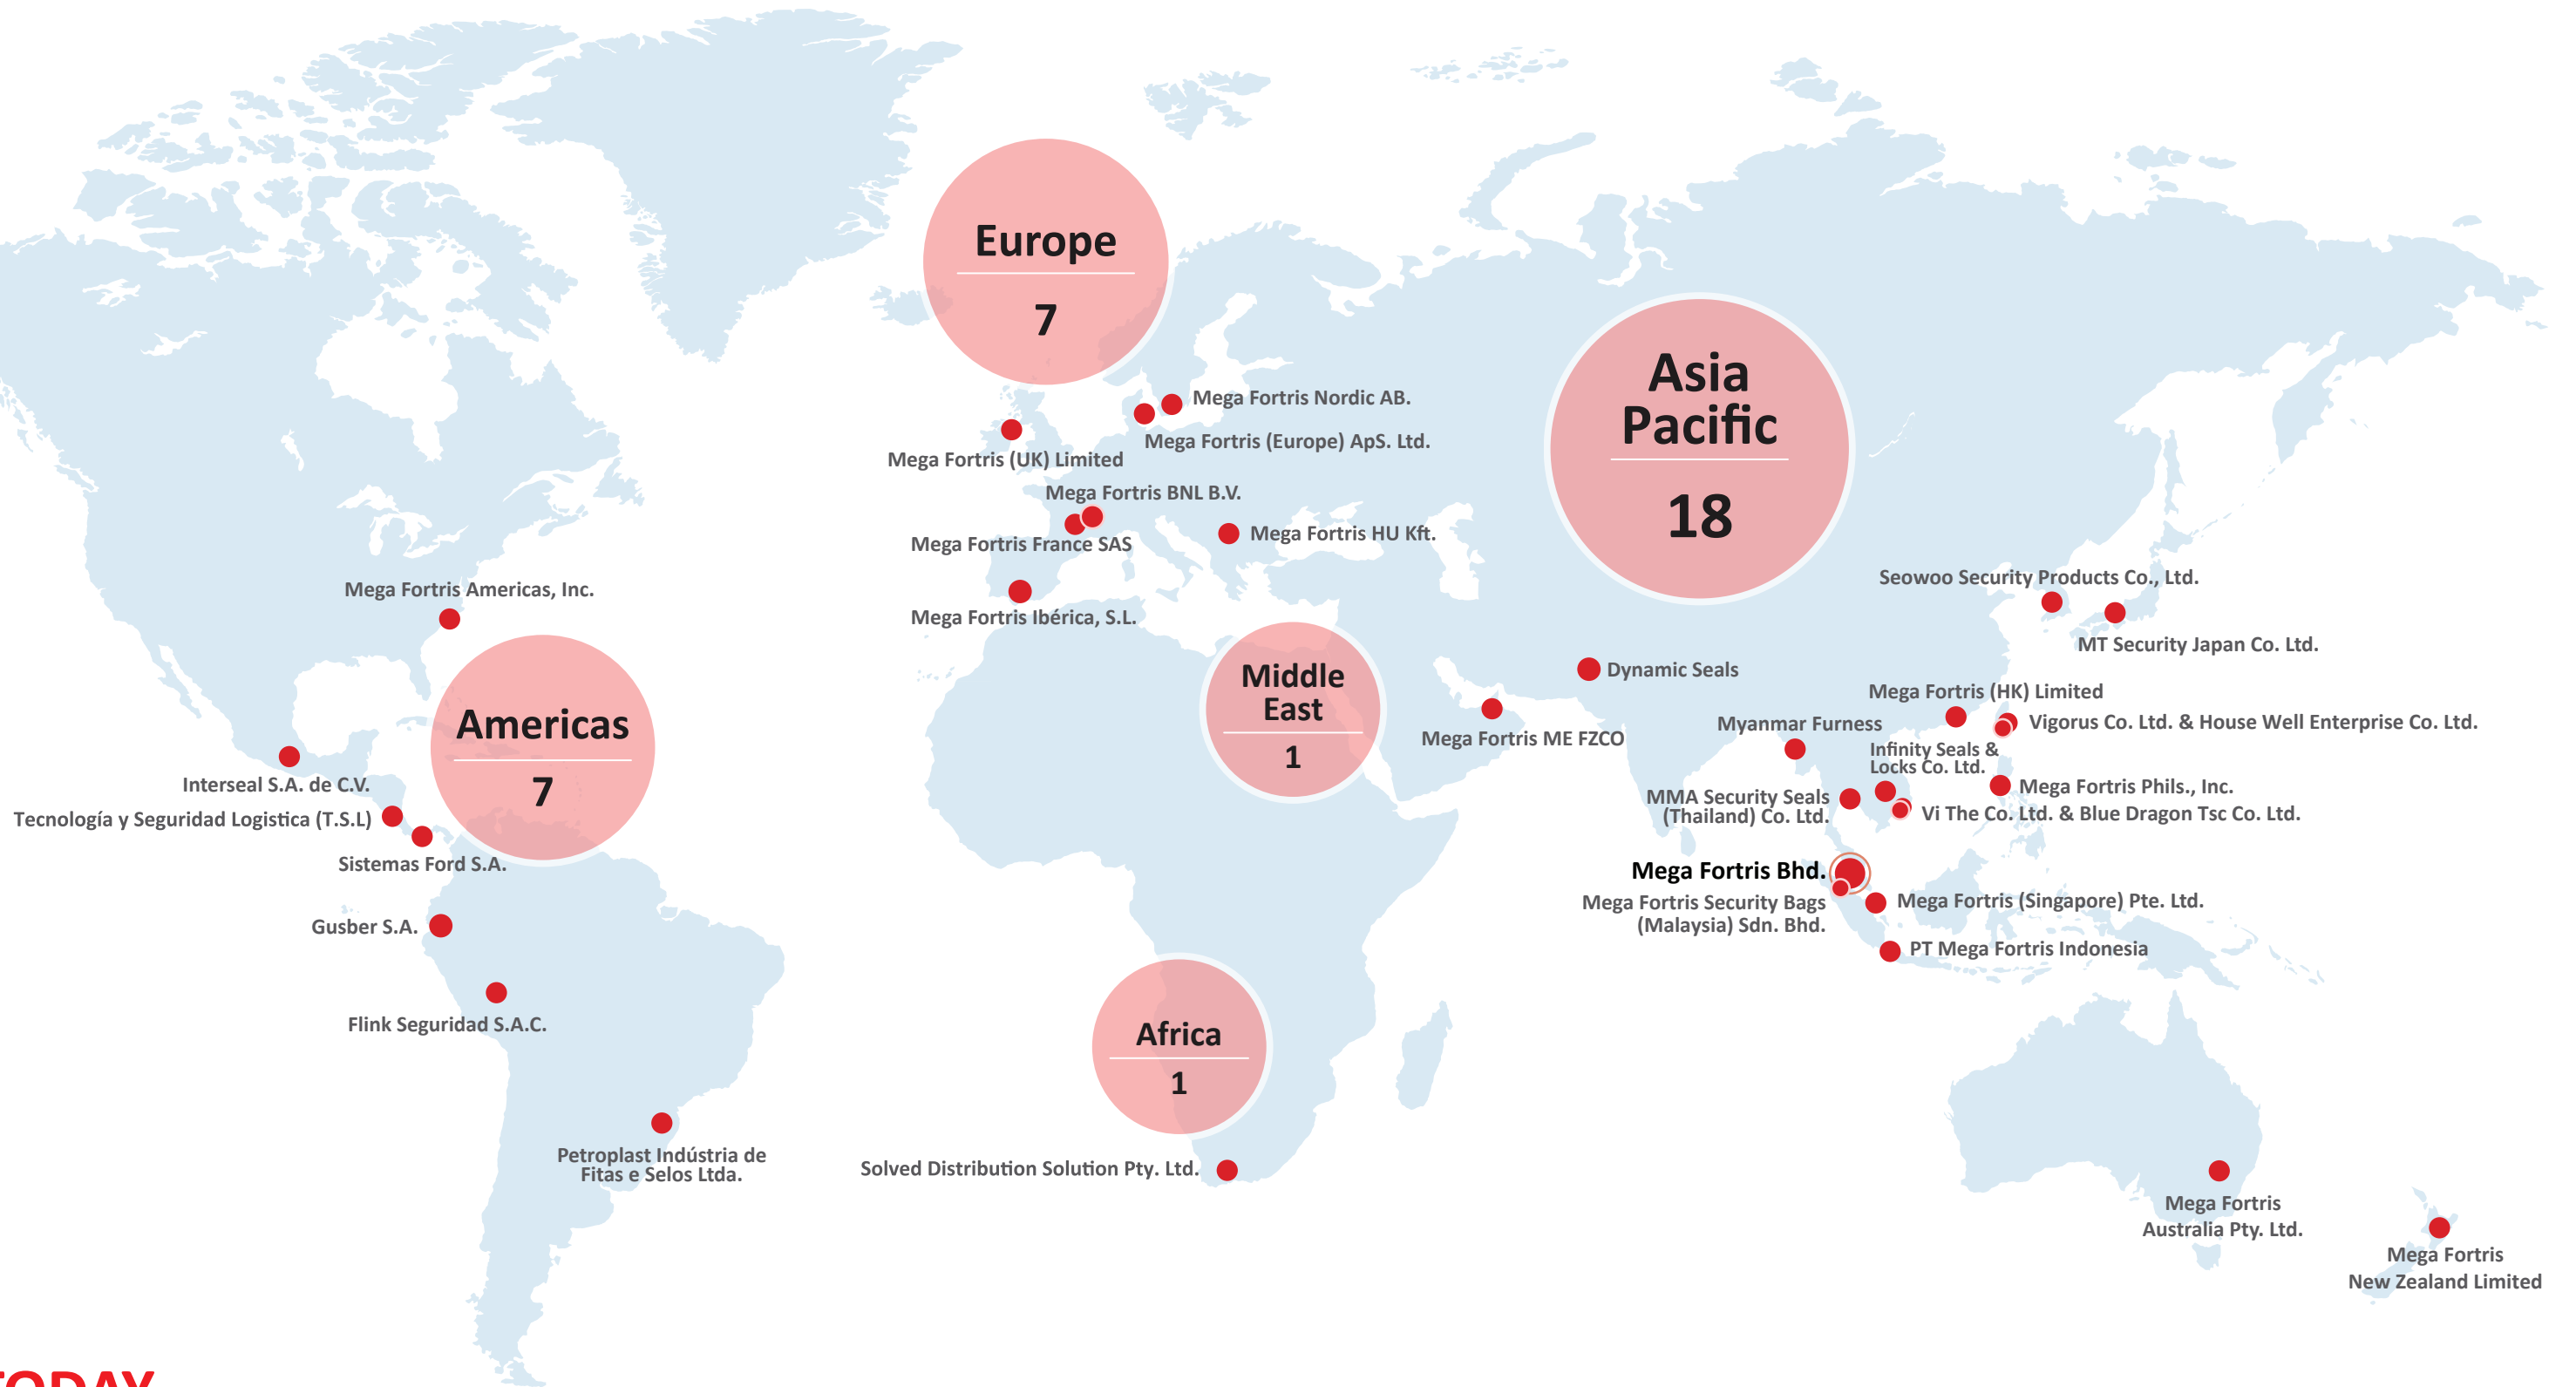 Europe
7
Mega Fortris Nordic AB.
Mega Fortris (Europe) ApS. Ltd.
Mega Fortris (UK) Limited
Mega Fortris BNL B.V.
Mega Fortris France SAS
Mega Fortris HU Kft.
Mega Fortris Ibérica, S.L.
Asia
Pacific
18
Seowoo Security Products Co., Ltd.
MT Security Japan Co. Ltd.
Dynamic Seals
Mega Fortris (HK) Limited
Vigorus Co. Ltd. & House Well Enterprise Co. Ltd.
Myanmar Furness
Infinity Seals &
Locks Co. Ltd.
Mega Fortris Phils., Inc.
MMA Security Seals
(Thailand) Co. Ltd.
Vi The Co. Ltd. & Blue Dragon Tsc Co. Ltd.
Mega Fortris Bhd.
Mega Fortris Security Bags
(Malaysia) Sdn. Bhd.
Mega Fortris (Singapore) Pte. Ltd.
PT Mega Fortris Indonesia
Mega Fortris
Australia Pty. Ltd.
Mega Fortris
New Zealand Limited
Middle
East
1
Mega Fortris ME FZCO
Africa
1
Solved Distribution Solution Pty. Ltd.
Mega Fortris Americas, Inc.
Americas
7
Interseal S.A. de C.V.
Tecnología y Seguridad Logistica (T.S.L)
Sistemas Ford S.A.
Gusber S.A.
Flink Seguridad S.A.C.
Petroplast Indústria de
Fitas e Selos Ltda.
TODAY